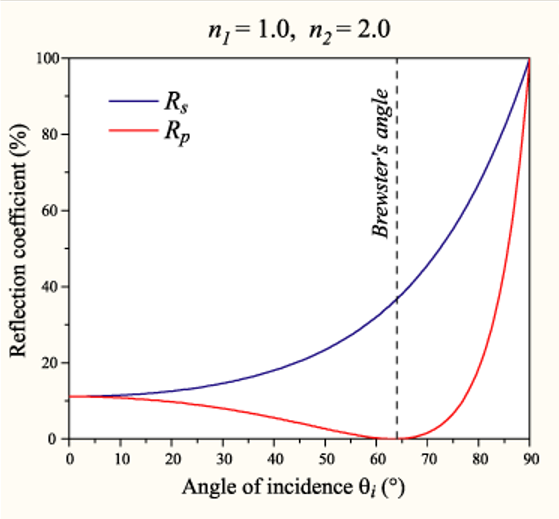 n1 = 1.0, n2 = 2.0
Rs
Rp
Brewster's angle
Reflection coefficient (%)
100
80
60
40
20
0
0 10 20 30 40 50 60 70 80 90
Angle of incidence θi (°)